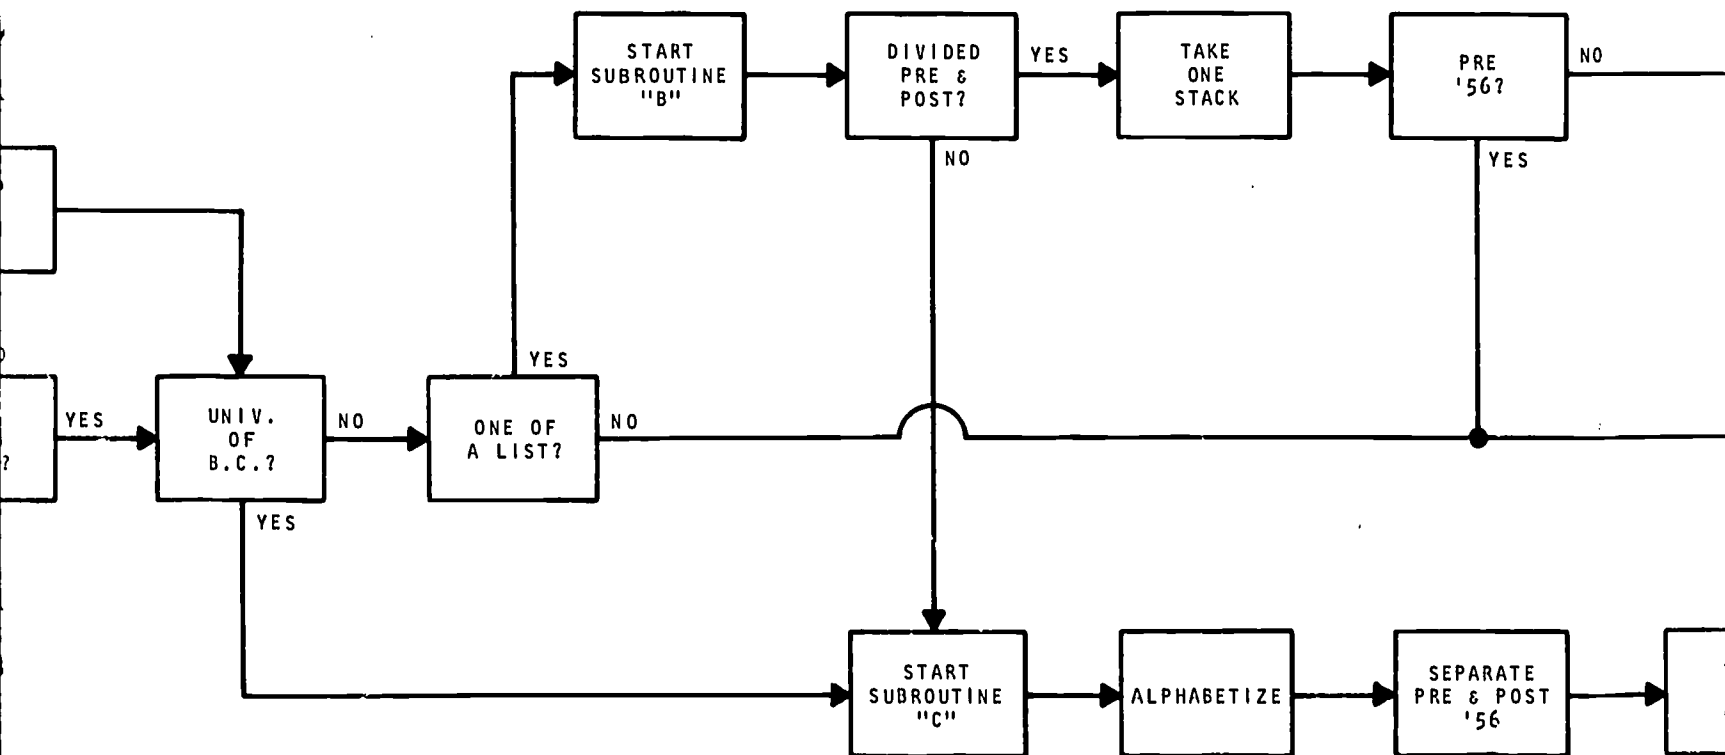 START
SUBROUTINE
"B"
DIVIDED
PRE &
POST?
YES
TAKE
ONE
STACK
PRE
'56?
NO
NO
YES
YES
YES
UNIV.
OF
B.C.?
NO
ONE OF
A LIST?
NO
?
YES
START
SUBROUTINE
"C"
ALPHABETIZE
SEPARATE
PRE & POST
'56